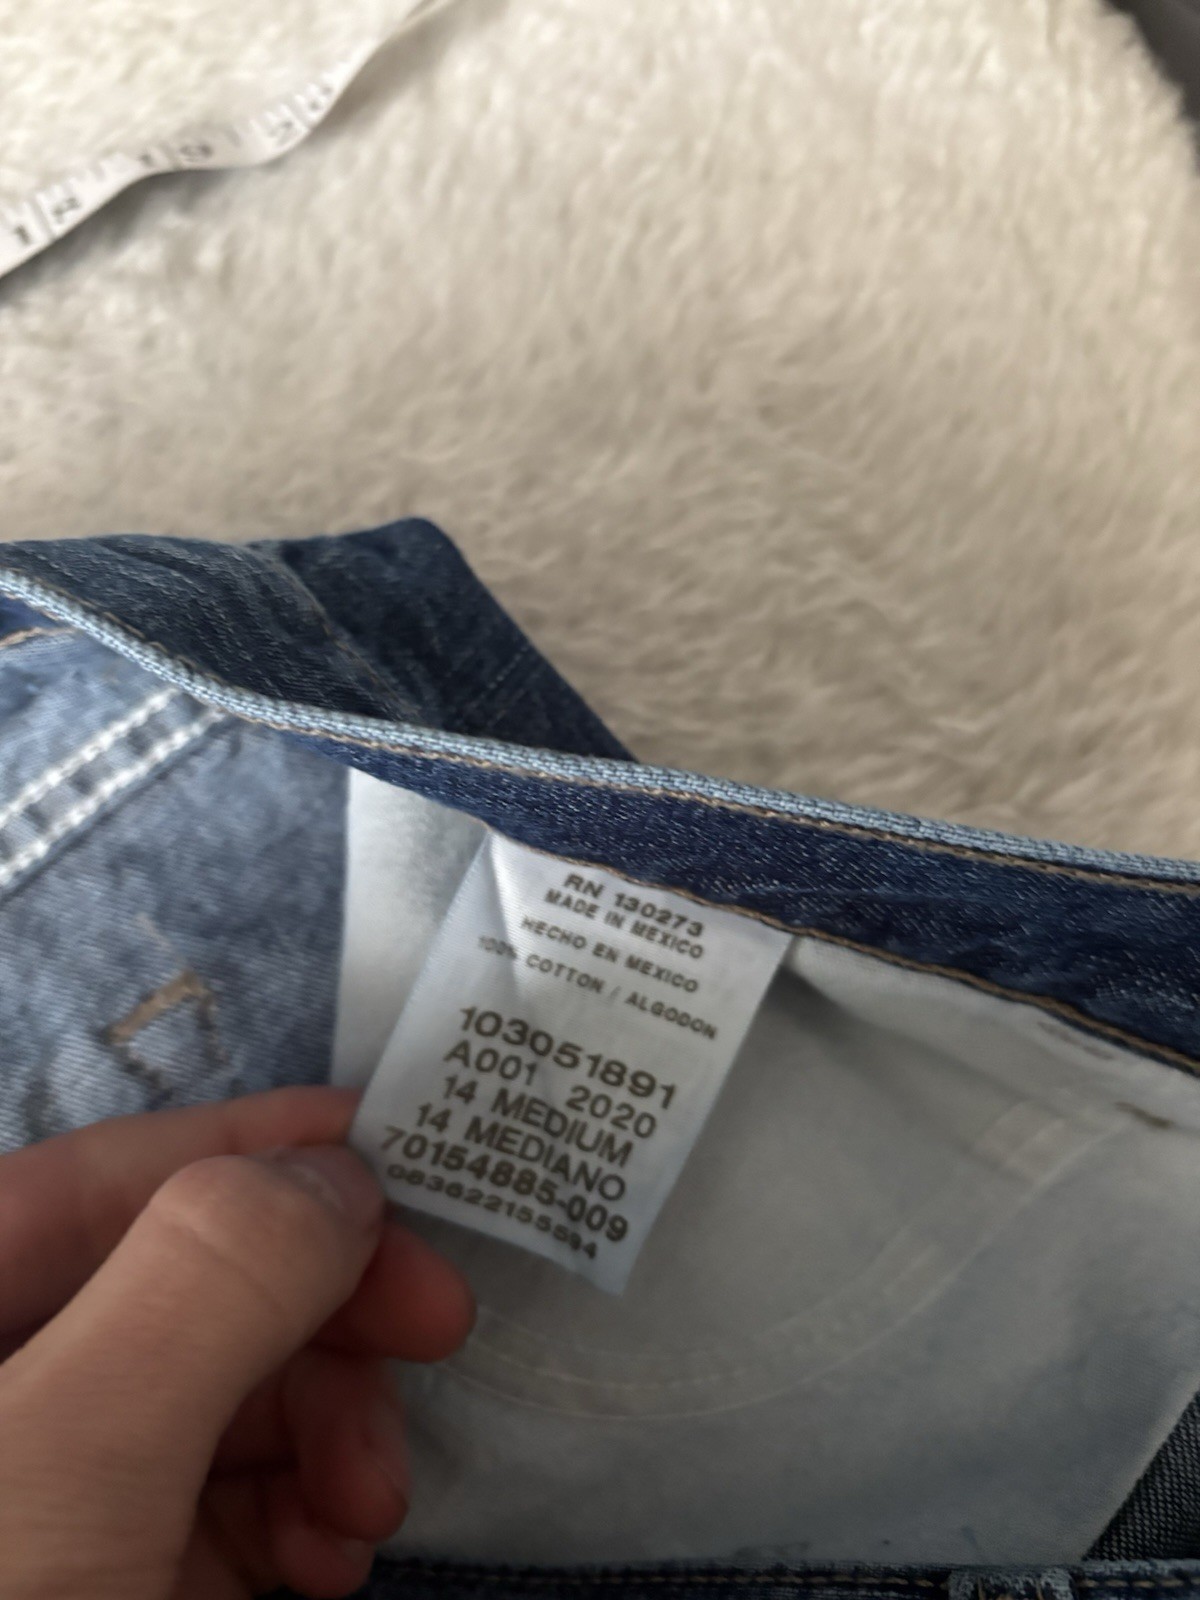 RN 130273
MADE IN MEXICO
HECHO EN MEXICO
100% COTTON / ALGODON
103051891
A001 2020
14 MEDIUM
14 MEDIANO
70154885-009
083622155594